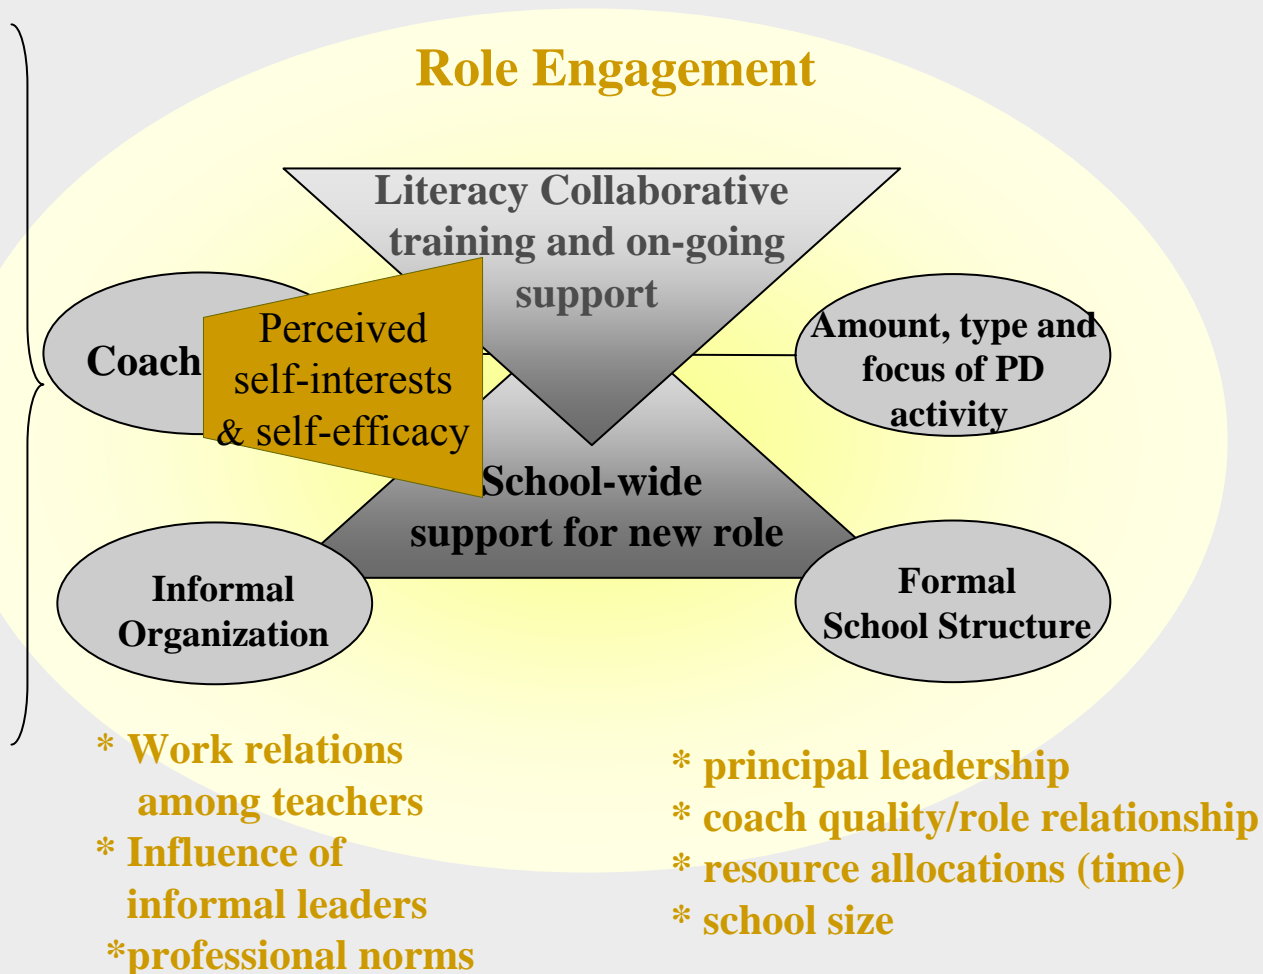 Role Engagement
Literacy Collaborative
training and on-going
support
Coach
Perceived
self-interests
& self-efficacy
Amount, type and
focus of PD
activity
School-wide
support for new role
Informal
Organization
Formal
School Structure
* Work relations
among teachers
* Influence of
informal leaders
*professional norms
* principal leadership
* coach quality/role relationship
* resource allocations (time)
* school size